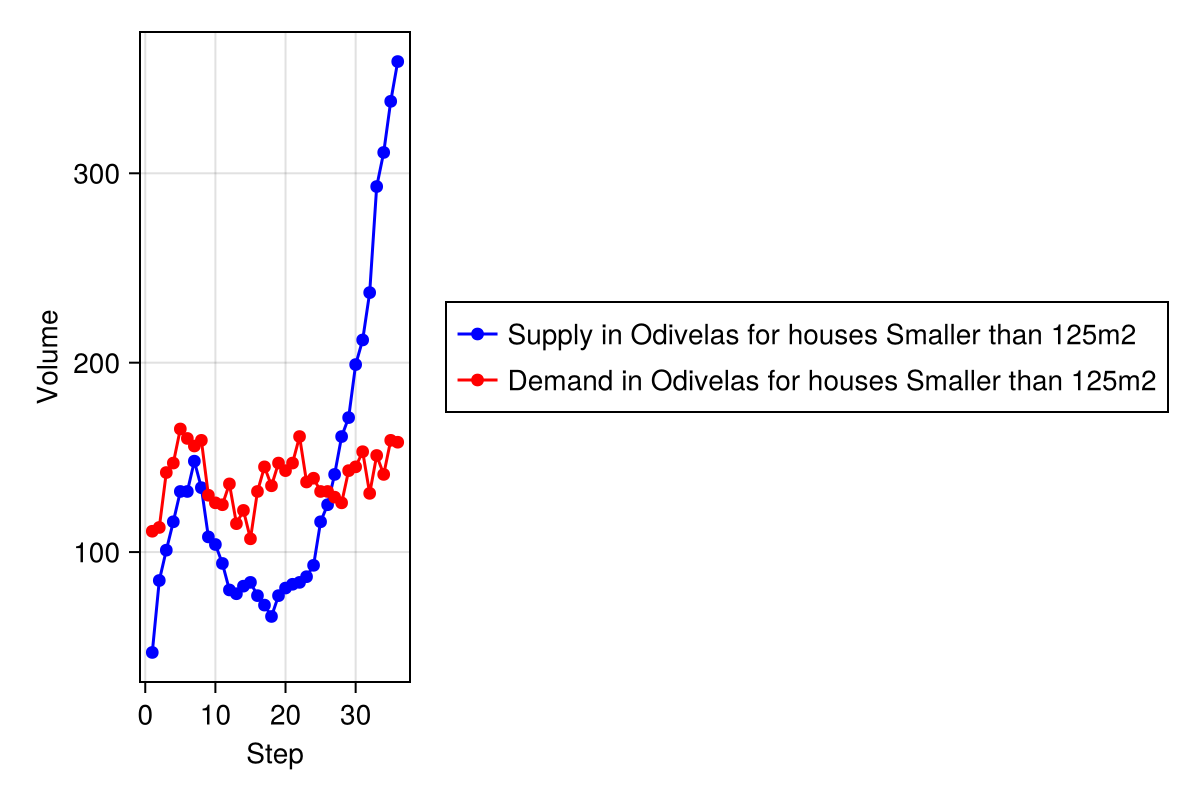 300
200
100
Volume
0 10 20 30
Step
Supply in Odivelas for houses Smaller than 125m2
Demand in Odivelas for houses Smaller than 125m2